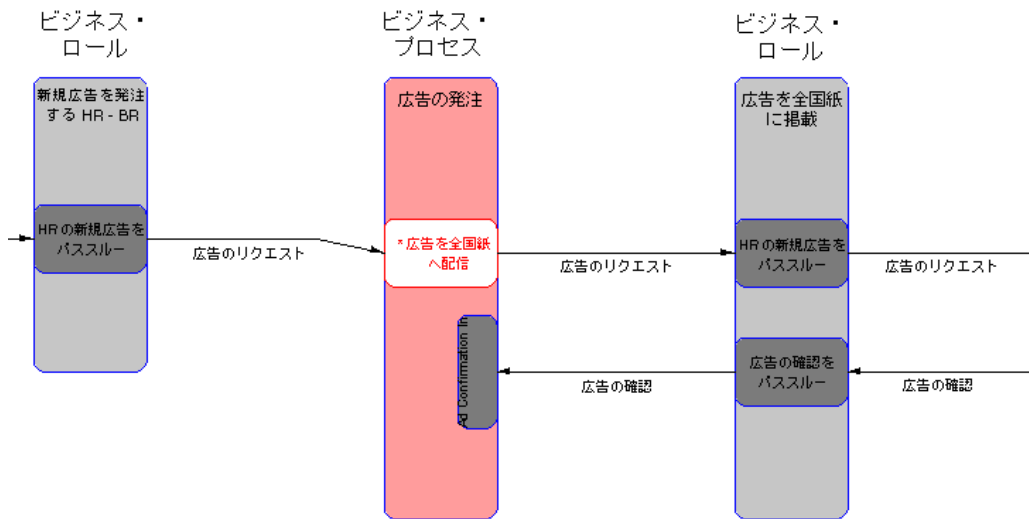 ビジネス・
ロール
ビジネス・
プロセス
ビジネス・
ロール
新規広告を発注
する HR - BR
広告の発注
広告を全国紙
に掲載
HRの新規広告を
パススルー
広告のリクエスト
*広告を全国紙
へ配信
広告のリクエスト
HRの新規広告を
パススルー
広告のリクエスト
Ad Confirmation In
広告の確認
広告の確認を
パススルー
広告の確認